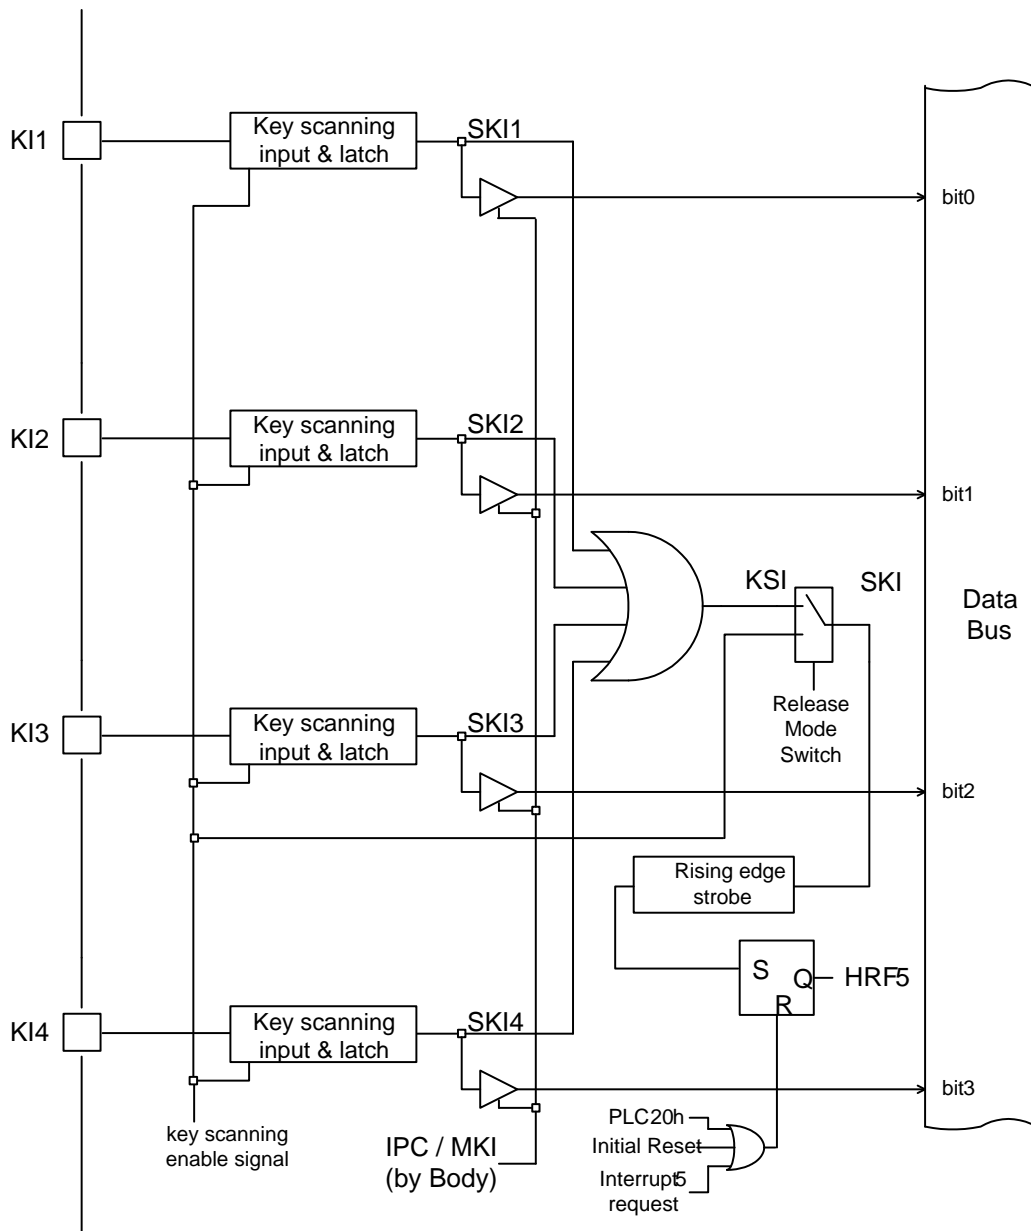 KI1
Key scanning
input & latch
SKI1
bit0
KI2
Key scanning
input & latch
SKI2
bit1
KSI
SKI
Data
Bus
Release
Mode
Switch
KI3
Key scanning
input & latch
SKI3
bit2
Rising edge
strobe
S
Q
R
HRF5
KI4
Key scanning
input & latch
SKI4
bit3
key scanning
enable signal
IPC / MKI
(by Body)
PLC20h
Initial Reset
Interrupt5
request